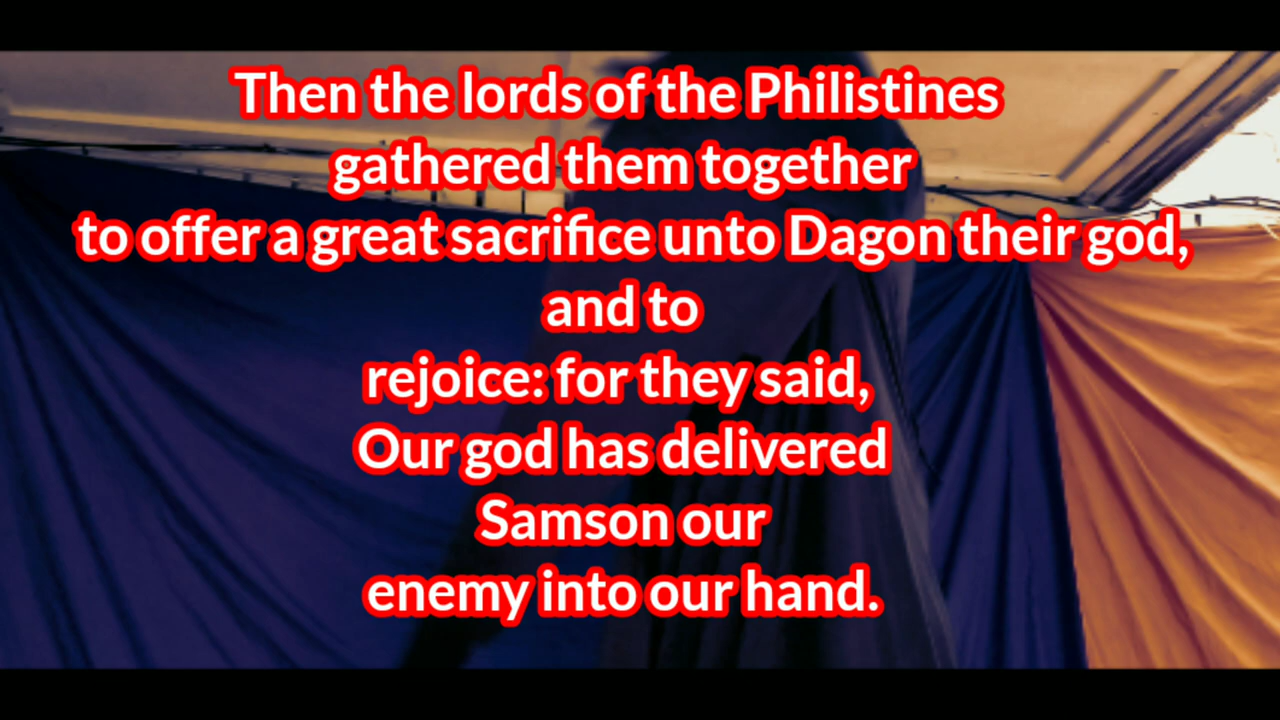 Then the lords of the Philistines
gathered them together
to offer a great sacrifice unto Dagon their god,
and to
rejoice: for they said,
Our god has delivered
Samson our
enemy into our hand.